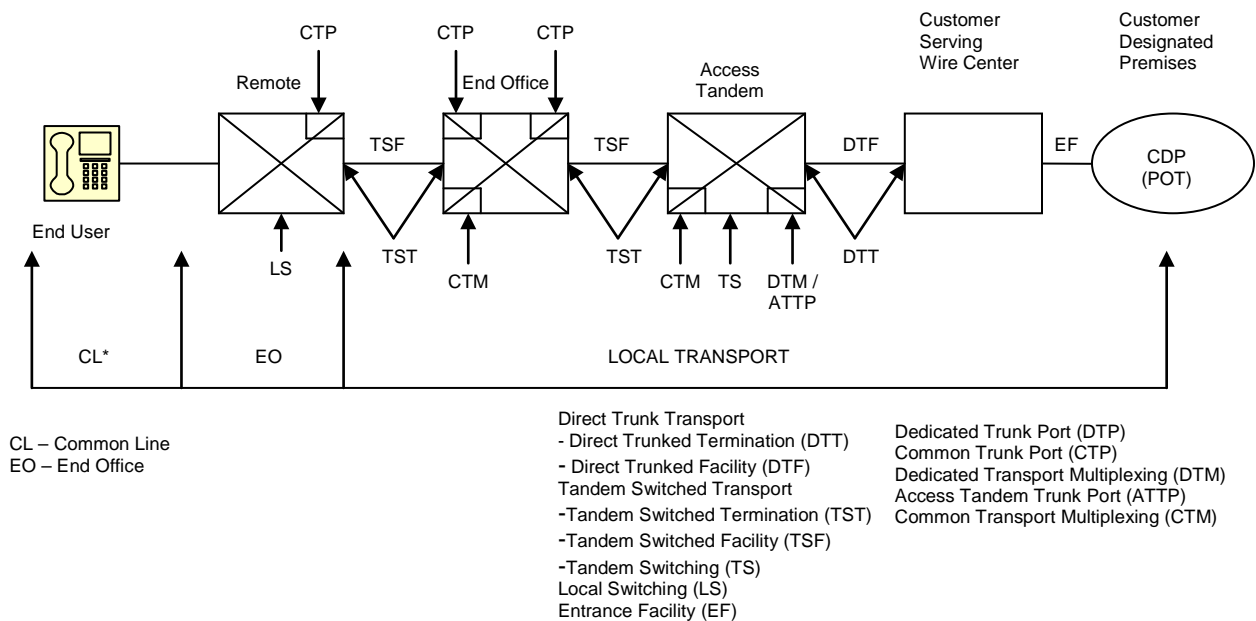 Customer
Serving
Wire Center
Customer
Designated
Premises
CTP
CTP
CTP
Remote
End Office
Access
Tandem
TSF
TSF
DTF
EF
CDP
(POT)
End User
LS
TST
CTM
TST
CTM
TS
DTM /
ATTP
DTT
CL*
EO
LOCAL TRANSPORT
CL – Common Line
EO – End Office
Direct Trunk Transport
- Direct Trunked Termination (DTT)
- Direct Trunked Facility (DTF)
Tandem Switched Transport
-Tandem Switched Termination (TST)
-Tandem Switched Facility (TSF)
-Tandem Switching (TS)
Local Switching (LS)
Entrance Facility (EF)
Dedicated Trunk Port (DTP)
Common Trunk Port (CTP)
Dedicated Transport Multiplexing (DTM)
Access Tandem Trunk Port (ATTP)
Common Transport Multiplexing (CTM)